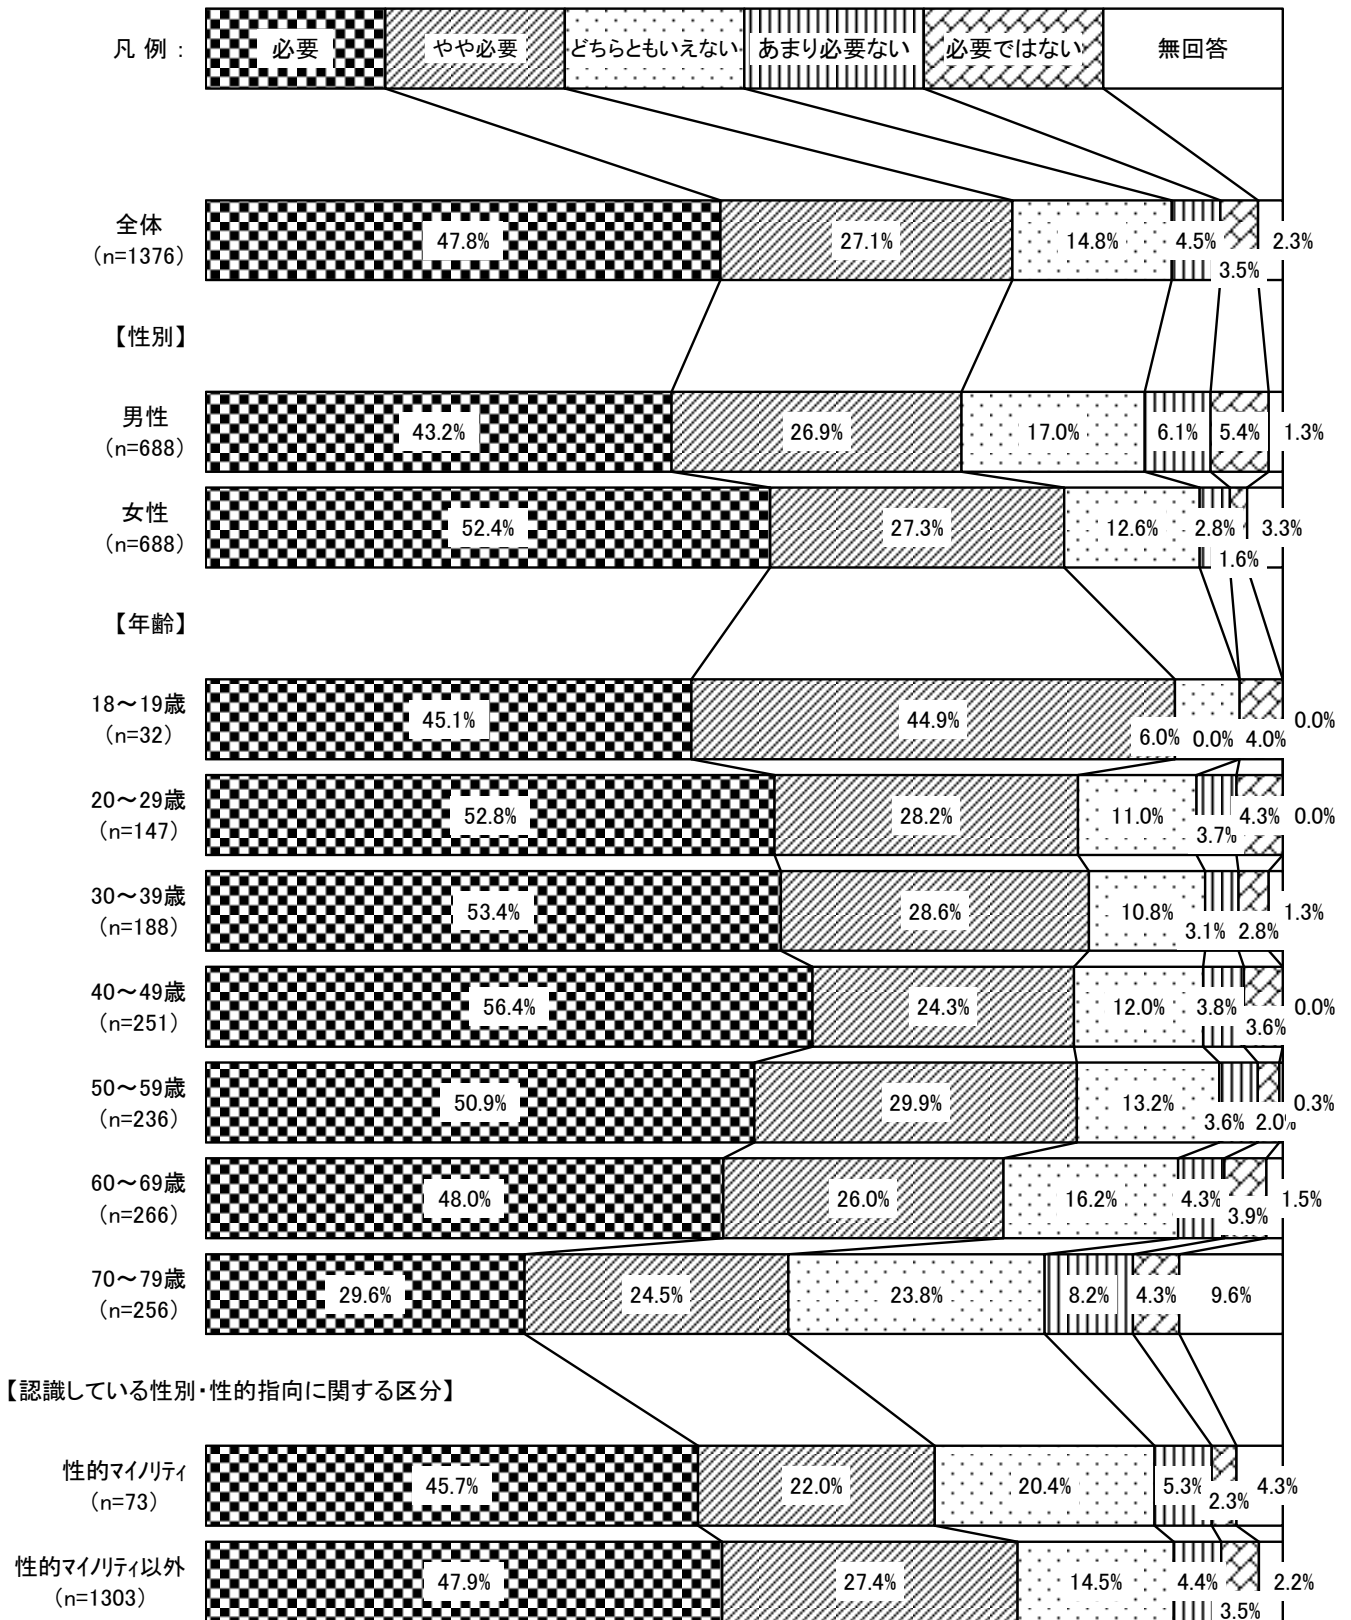 凡 例 : 必要 やや必要 どちらともいえない あまり必要ない 必要ではない 無回答
全体
(n=1376)
47.8% 27.1% 14.8% 4.5% 3.5% 2.3%
【性別】
男性
(n=688)
43.2% 26.9% 17.0% 6.1% 5.4% 1.3%
女性
(n=688)
52.4% 27.3% 12.6% 2.8% 1.6% 3.3%
【年齢】
18～19歳
(n=32)
45.1% 44.9% 6.0% 0.0% 4.0% 0.0%
20～29歳
(n=147)
52.8% 28.2% 11.0% 3.7% 4.3% 0.0%
30～39歳
(n=188)
53.4% 28.6% 10.8% 3.1% 2.8% 1.3%
40～49歳
(n=251)
56.4% 24.3% 12.0% 3.8% 3.6% 0.0%
50～59歳
(n=236)
50.9% 29.9% 13.2% 3.6% 2.0% 0.3%
60～69歳
(n=266)
48.0% 26.0% 16.2% 4.3% 3.9% 1.5%
70～79歳
(n=256)
29.6% 24.5% 23.8% 8.2% 4.3% 9.6%
【認識している性別・性的指向に関する区分】
性的マイノリティ
(n=73)
45.7% 22.0% 20.4% 5.3% 2.3% 4.3%
性的マイノリティ以外
(n=1303)
47.9% 27.4% 14.5% 4.4% 3.5% 2.2%